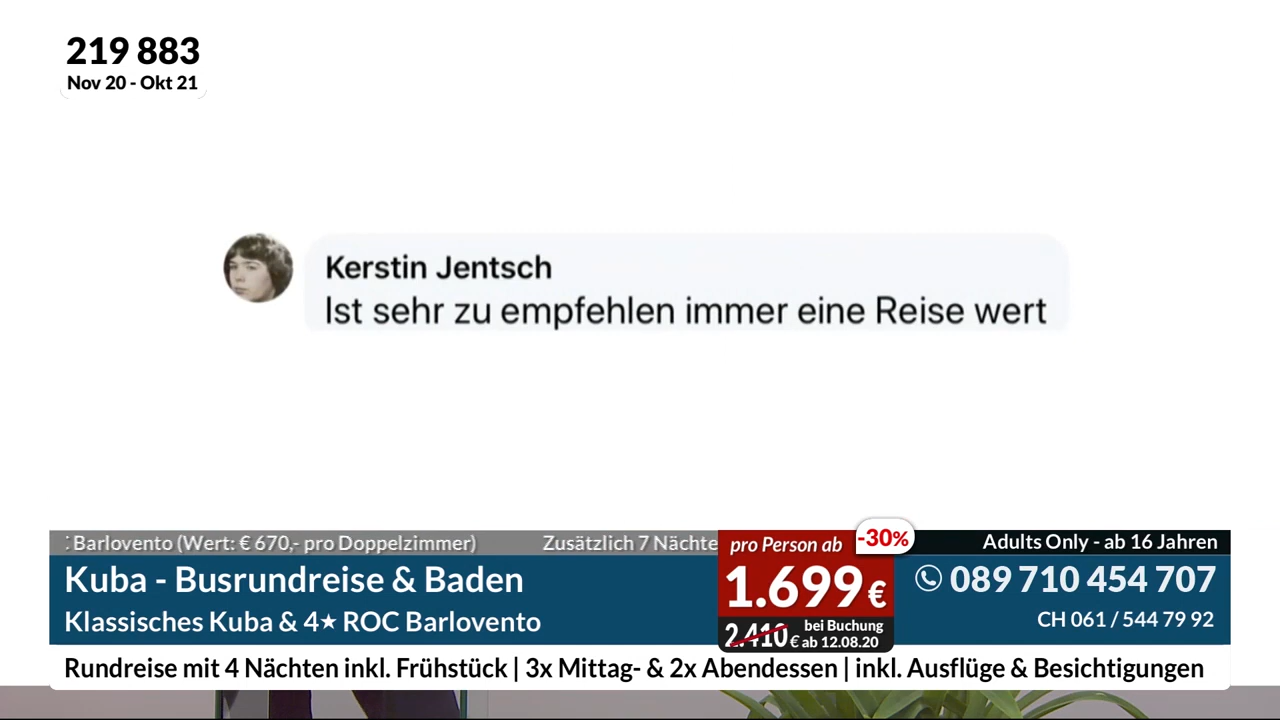 219 883
Nov 20 - Okt 21
Kerstin Jentsch
Ist sehr zu empfehlen immer eine Reise wert
Barlovento (Wert: € 670,- pro Doppelzimmer) Zusätzlich 7 Nächte
pro Person ab
-30%
Adults Only - ab 16 Jahren
Kuba - Busrundreise & Baden
1.699 €
089 710 454 707
Klassisches Kuba & 4★ ROC Barlovento
2.410 € bei Buchung ab 12.08.20
CH 061 / 544 79 92
Rundreise mit 4 Nächten inkl. Frühstück | 3x Mittag- & 2x Abendessen | inkl. Ausflüge & Besichtigungen